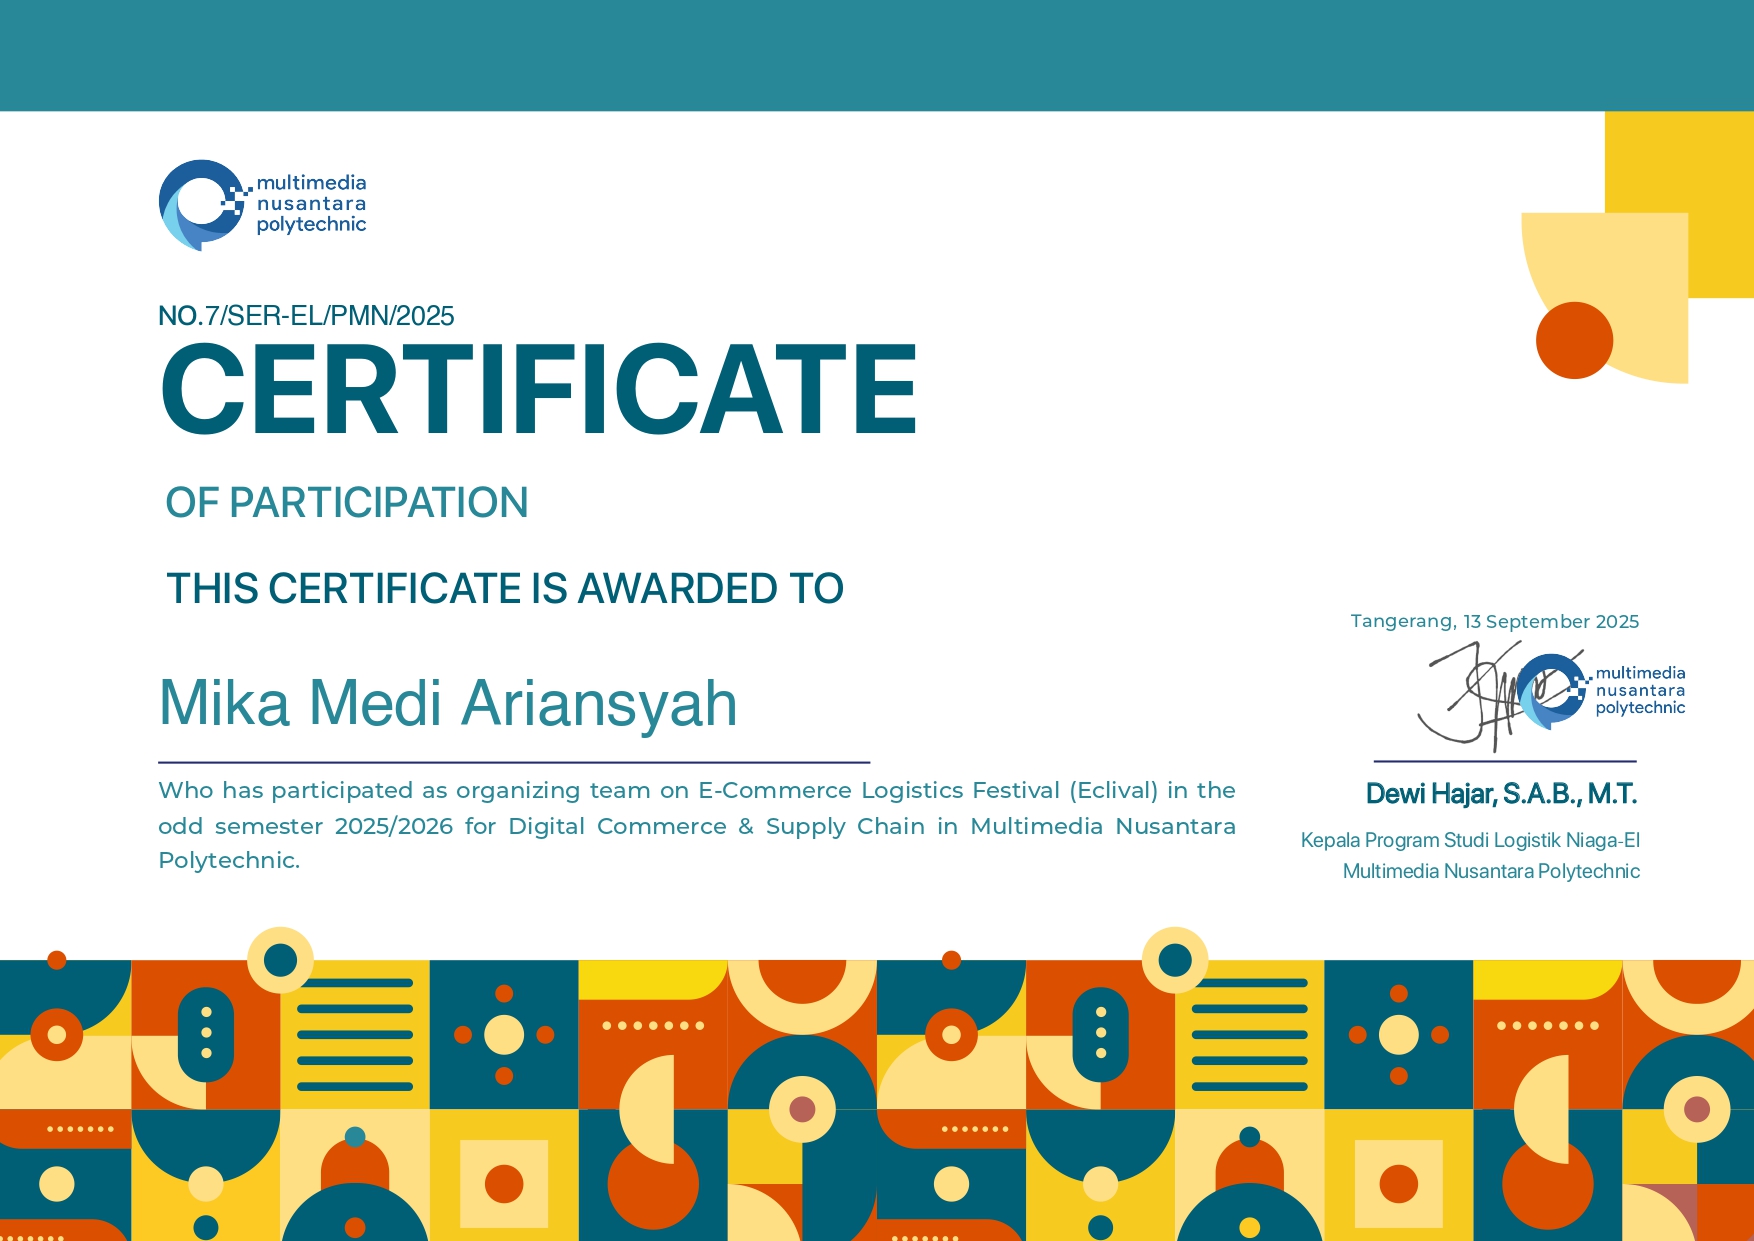 multimedia
nusantara
polytechnic
NO.7/SER-EL/PMN/2025
CERTIFICATE
OF PARTICIPATION
THIS CERTIFICATE IS AWARDED TO
Mika Medi Ariansyah
Who has participated as organizing team on E-Commerce Logistics Festival (Eclival) in the
odd semester 2025/2026 for Digital Commerce & Supply Chain in Multimedia Nusantara
Polytechnic.
Tangerang, 13 September 2025
multimedia
nusantara
polytechnic
Dewi Hajar, S.A.B., M.T.
Kepala Program Studi Logistik Niaga-El
Multimedia Nusantara Polytechnic